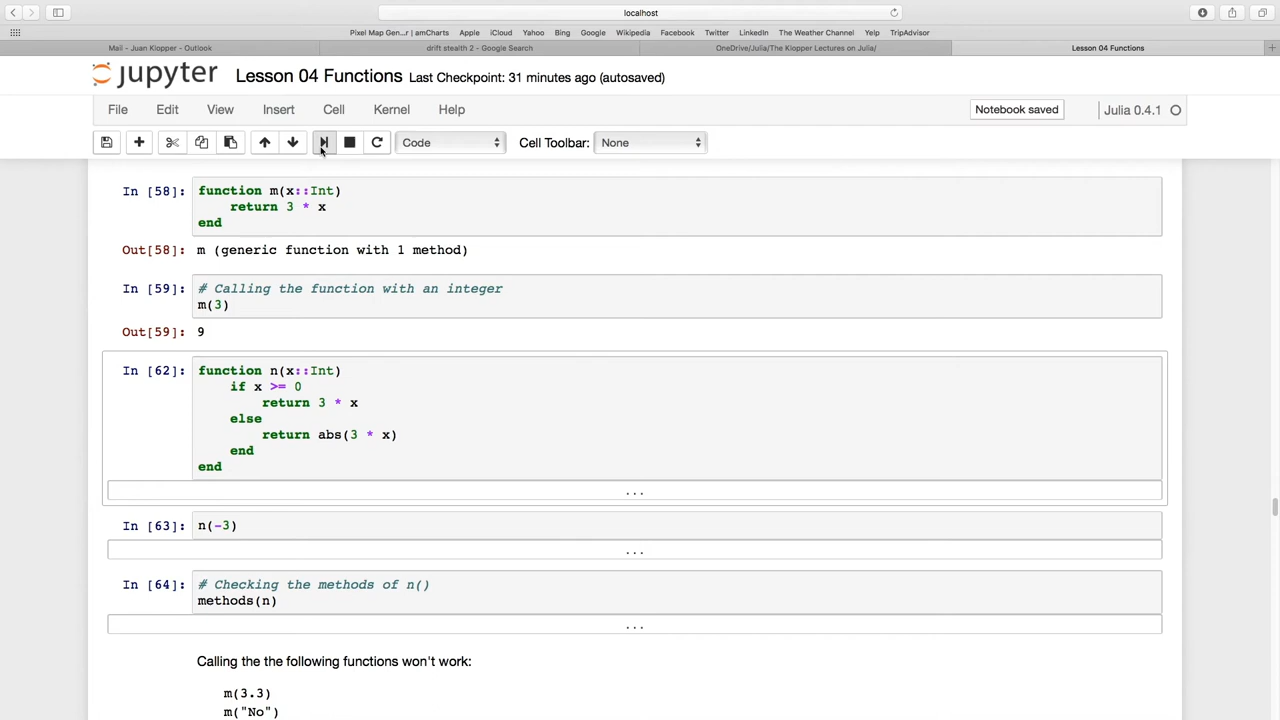 localhost
Pixel Map Gen...r | amCharts Apple iCloud Yahoo Bing Google Wikipedia Facebook Twitter LinkedIn The Weather Channel Yelp TripAdvisor
Mail - Juan Klopper - Outlook drift stealth 2 - Google Search OneDrive/Julia/The Klopper Lectures on Julia/ Lesson 04 Functions
jupyter Lesson 04 Functions Last Checkpoint: 31 minutes ago (autosaved)
File Edit View Insert Cell Kernel Help Notebook saved Julia 0.4.1
Code Cell Toolbar: None
In [58]: function m(x::Int)
return 3 * x
end
Out[58]: m (generic function with 1 method)
In [59]: # Calling the function with an integer
m(3)
Out[59]: 9
In [62]: function n(x::Int)
if x >= 0
return 3 * x
else
return abs(3 * x)
end
end
...
In [63]: n(-3)
...
In [64]: # Checking the methods of n()
methods(n)
...
Calling the the following functions won't work:
m(3.3)
m("No")